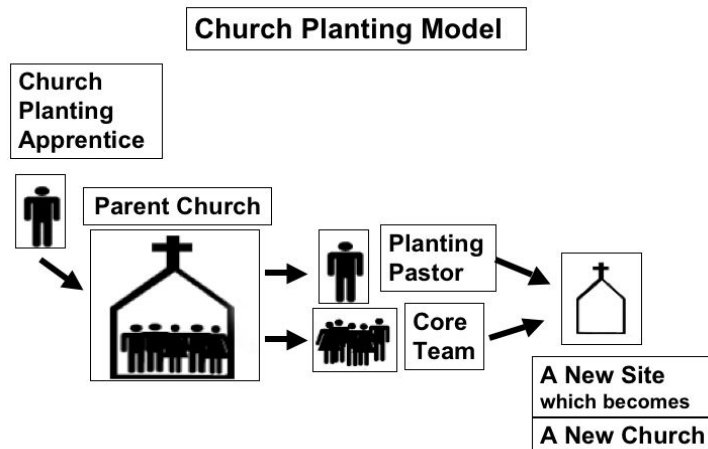 Church Planting Model
Church
Planting
Apprentice
Parent Church
Planting
Pastor
Core
Team
A New Site
which becomes
A New Church